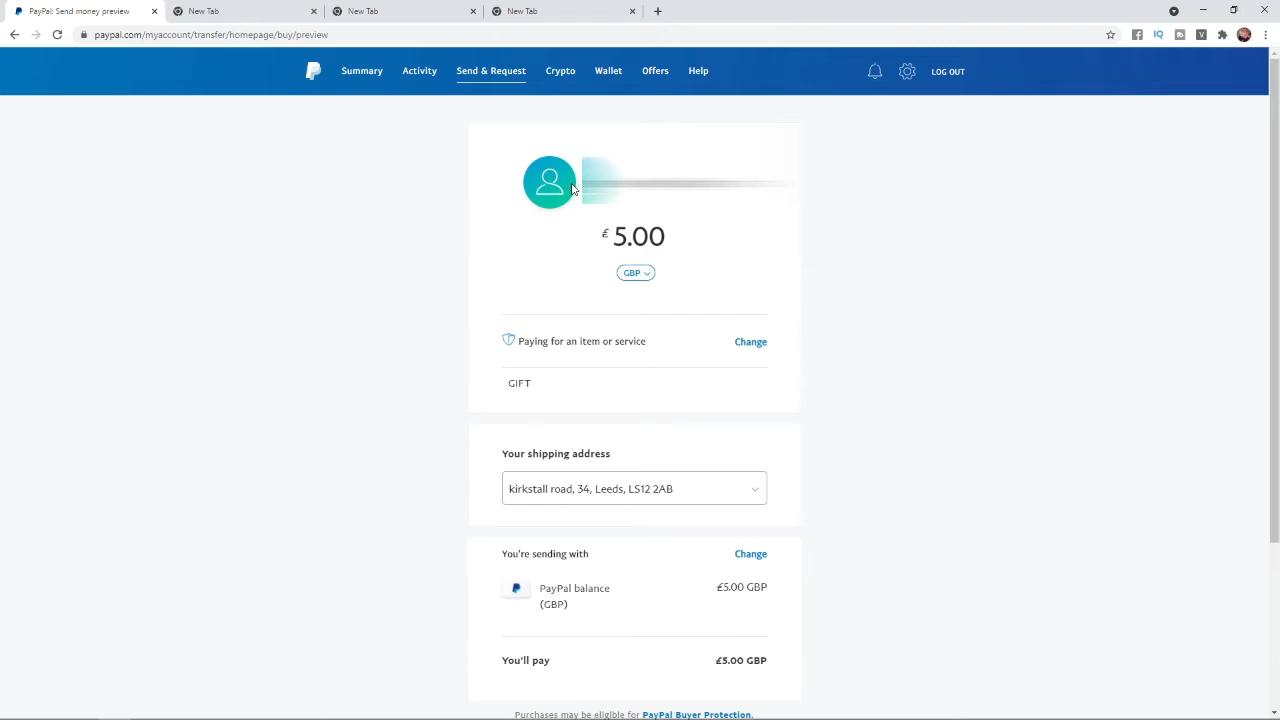 PayPal: Send money preview
New Tab
New Tab
New Tab
paypal.com/myaccount/transfer/homepage/buy/preview
Summary Activity Send & Request Crypto Wallet Offers Help LOG OUT
£ 5.00
GBP
Paying for an item or service Change
GIFT
Your shipping address
kirkstall road, 34, Leeds, LS12 2AB
You're sending with Change
PayPal balance £5.00 GBP
(GBP)
You'll pay £5.00 GBP
Purchases may be eligible for PayPal Buyer Protection.